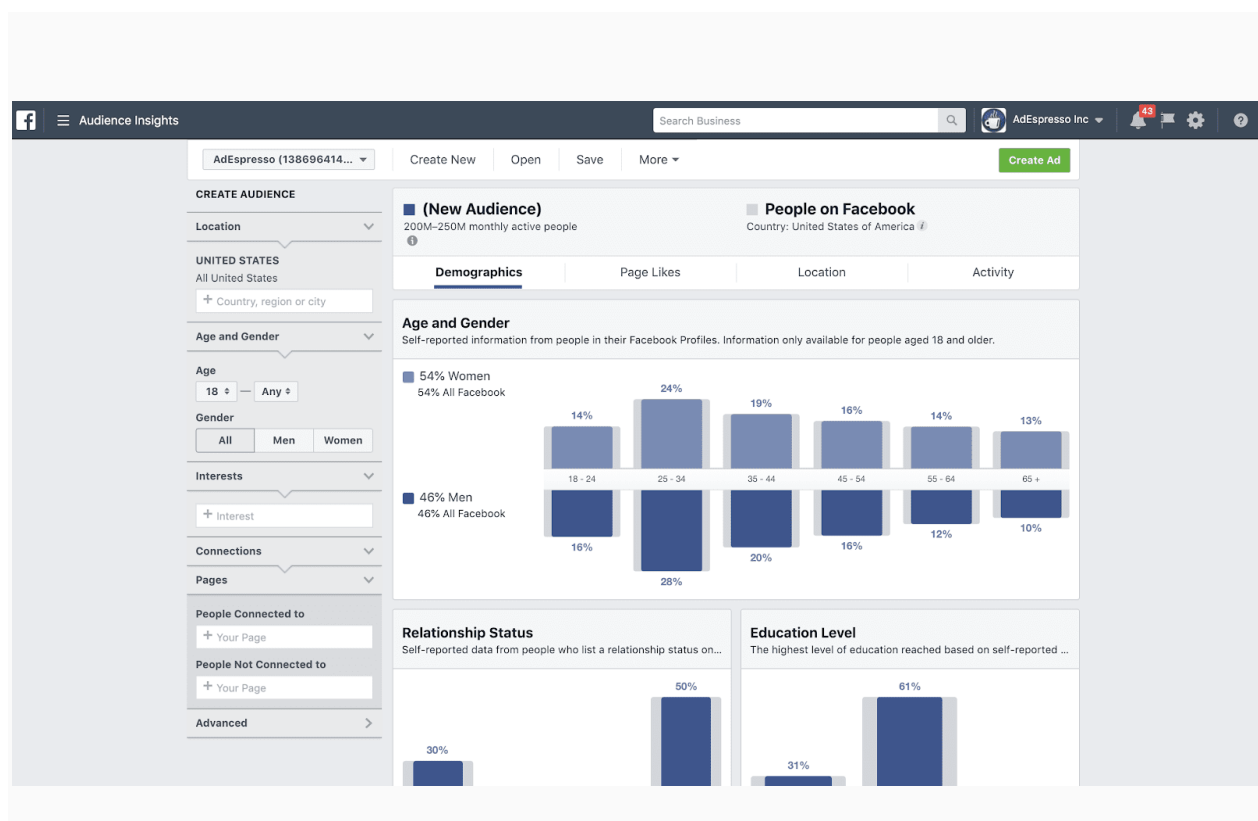 Audience Insights
Search Business
AdEspresso Inc
43
AdEspresso (138696414...
Create New
Open
Save
More
Create Ad
CREATE AUDIENCE
Location
UNITED STATES
All United States
+ Country, region or city
Age and Gender
Age
18 — Any
Gender
All Men Women
Interests
+ Interest
Connections
Pages
People Connected to
+ Your Page
People Not Connected to
+ Your Page
Advanced
(New Audience)
200M–250M monthly active people
People on Facebook
Country: United States of America
Demographics
Page Likes
Location
Activity
Age and Gender
Self-reported information from people in their Facebook Profiles. Information only available for people aged 18 and older.
54% Women
54% All Facebook
14% 24% 19% 16% 14% 13%
18 - 24 25 - 34 35 - 44 45 - 54 55 - 64 65 +
46% Men
46% All Facebook
16% 28% 20% 16% 12% 10%
Relationship Status
Self-reported data from people who list a relationship status on...
30% 50%
Education Level
The highest level of education reached based on self-reported ...
31% 61%